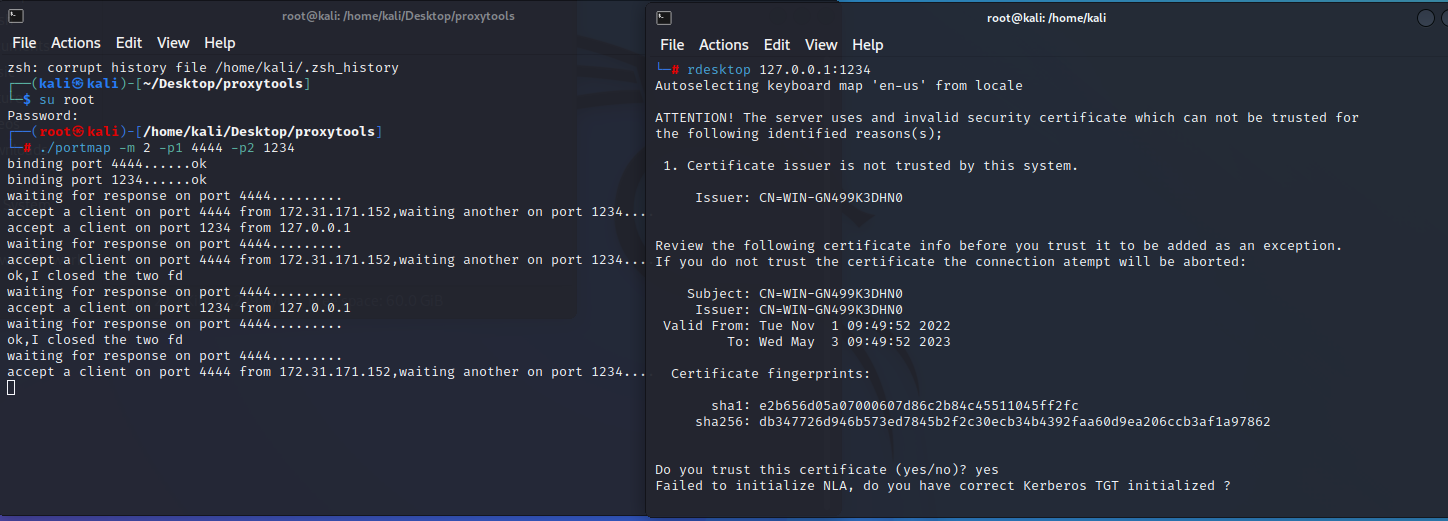 root@kali: /home/kali/Desktop/proxytools
File Actions Edit View Help
zsh: corrupt history file /home/kali/.zsh_history
┌──(kali㉿kali)-[~/Desktop/proxytools]
└─$ su root
Password:
┌──(root㉿kali)-[/home/kali/Desktop/proxytools]
└─# ./portmap -m 2 -p1 4444 -p2 1234
binding port 4444......ok
binding port 1234......ok
waiting for response on port 4444.........
accept a client on port 4444 from 172.31.171.152,waiting another on port 1234....
accept a client on port 1234 from 127.0.0.1
waiting for response on port 4444.........
accept a client on port 4444 from 172.31.171.152,waiting another on port 1234....
ok,I closed the two fd
waiting for response on port 4444.........
accept a client on port 1234 from 127.0.0.1
waiting for response on port 4444.........
ok,I closed the two fd
waiting for response on port 4444.........
accept a client on port 4444 from 172.31.171.152,waiting another on port 1234....
root@kali: /home/kali
File Actions Edit View Help
└─# rdesktop 127.0.0.1:1234
Autoselecting keyboard map 'en-us' from locale
ATTENTION! The server uses and invalid security certificate which can not be trusted for
the following identified reasons(s);
1. Certificate issuer is not trusted by this system.
Issuer: CN=WIN-GN499K3DHN0
Review the following certificate info before you trust it to be added as an exception.
If you do not trust the certificate the connection atempt will be aborted:
Subject: CN=WIN-GN499K3DHN0
Issuer: CN=WIN-GN499K3DHN0
Valid From: Tue Nov  1 09:49:52 2022
To: Wed May  3 09:49:52 2023
Certificate fingerprints:
sha1: e2b656d05a07000607d86c2b84c45511045ff2fc
sha256: db347726d946b573ed7845b2f2c30ecb34b4392faa60d9ea206ccb3af1a97862
Do you trust this certificate (yes/no)? yes
Failed to initialize NLA, do you have correct Kerberos TGT initialized ?